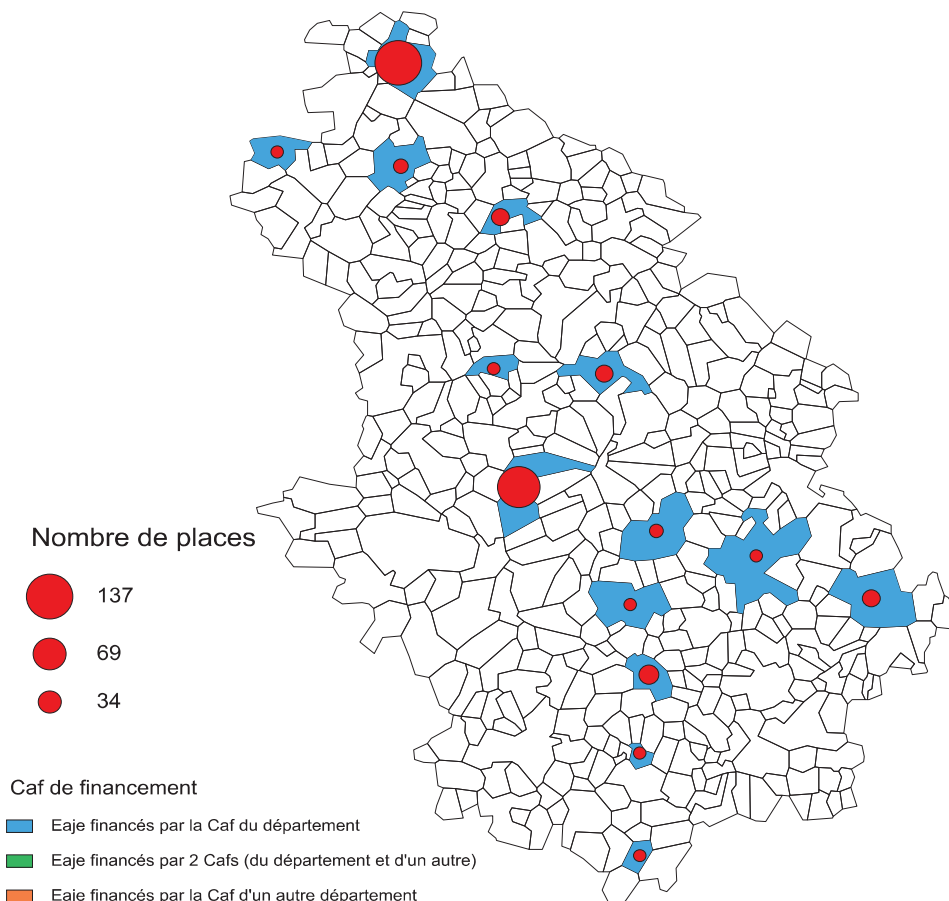 Nombre de places
137
69
34
Caf de financement
Eaje financés par la Caf du département
Eaje financés par 2 Cafs (du département et d'un autre)
Eaje financés par la Caf d'un autre département